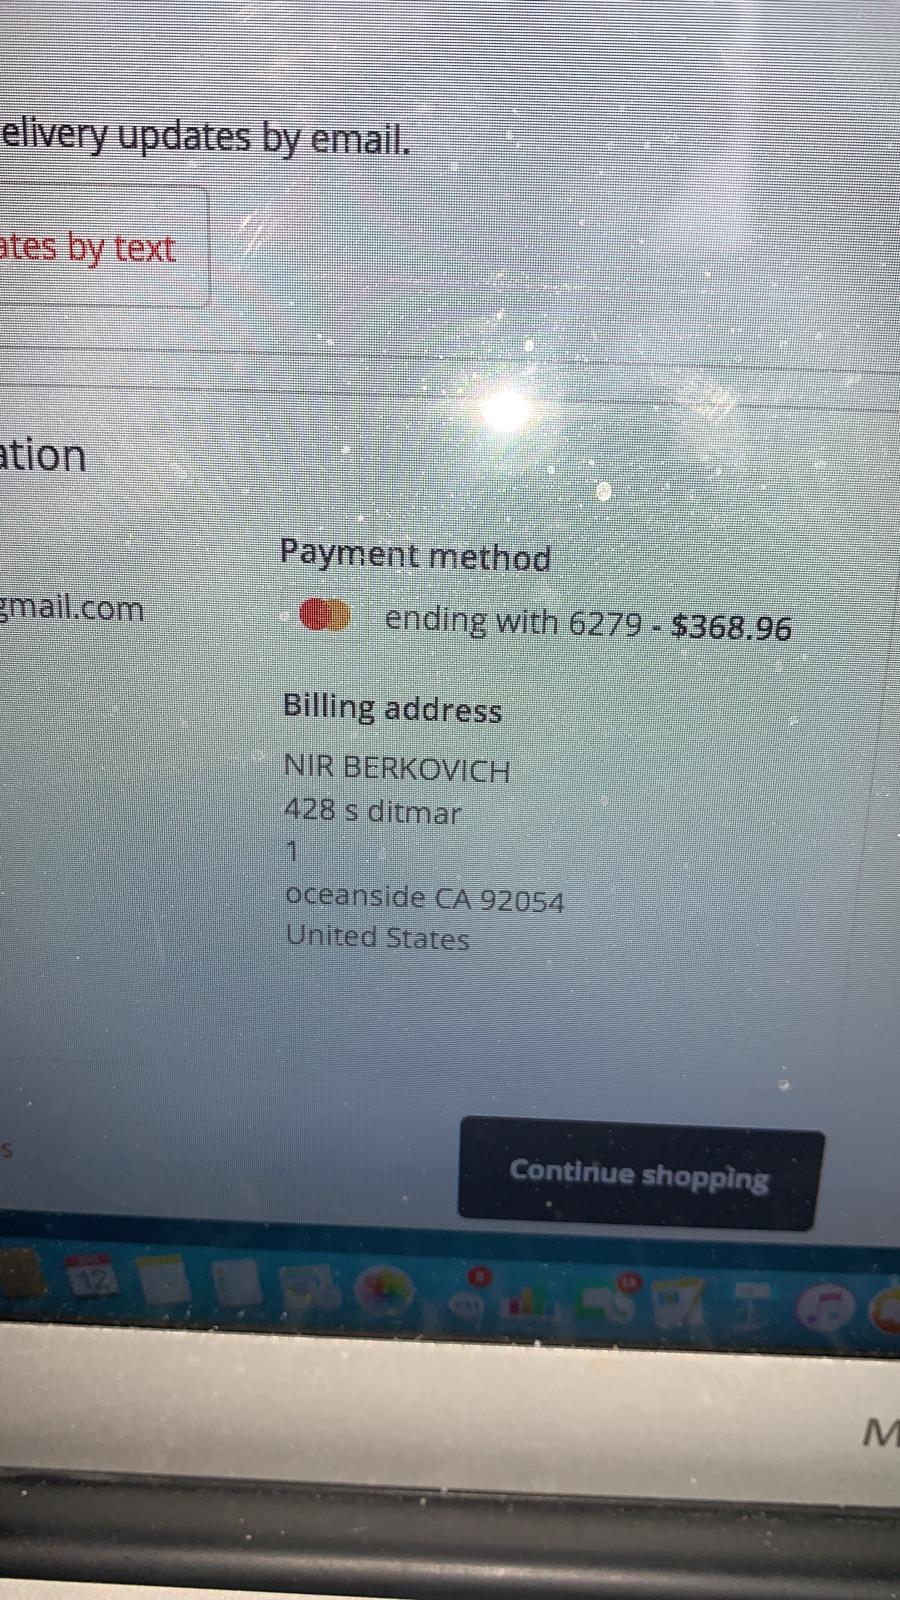 elivery updates by email.
ates by text
ation
Payment method
gmail.com
ending with 6279 - $368.96
Billing address
NIR BERKOVICH
428 s ditmar
1
oceanside CA 92054
United States
s
Continue shopping
12
M